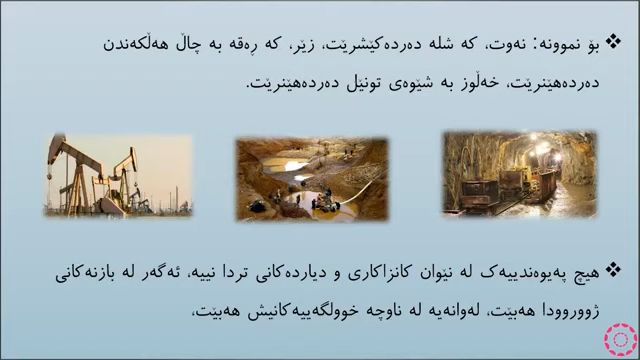 ❖ بۆ نموونە: نەوت، کە شلە دەردەکێشرێت، زێر، کە ڕەقە بە چاڵ هەڵکەندن
دەردەهێنرێت، خەڵوز بە شێوەی تونێل دەردەهێنرێت.
❖ هیچ پەیوەندییەک لە نێوان کانزاکاری و دیاردەکانی تردا نییە، ئەگەر لە بازنەکانی
ژووروودا هەبێت، لەوانەیە لە ناوچە خوولگەییەکانیش هەبێت،